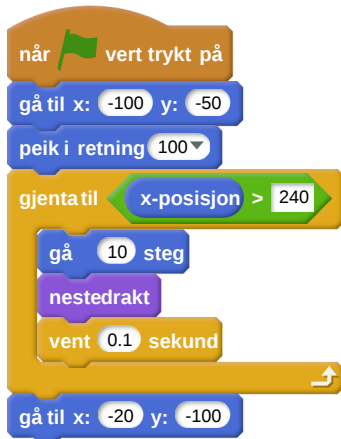 når vert trykt på
gå til x: -100 y: -50
peik i retning 100
gjenta til x-posisjon > 240
gå 10 steg
nestedrakt
vent 0.1 sekund
gå til x: -20 y: -100